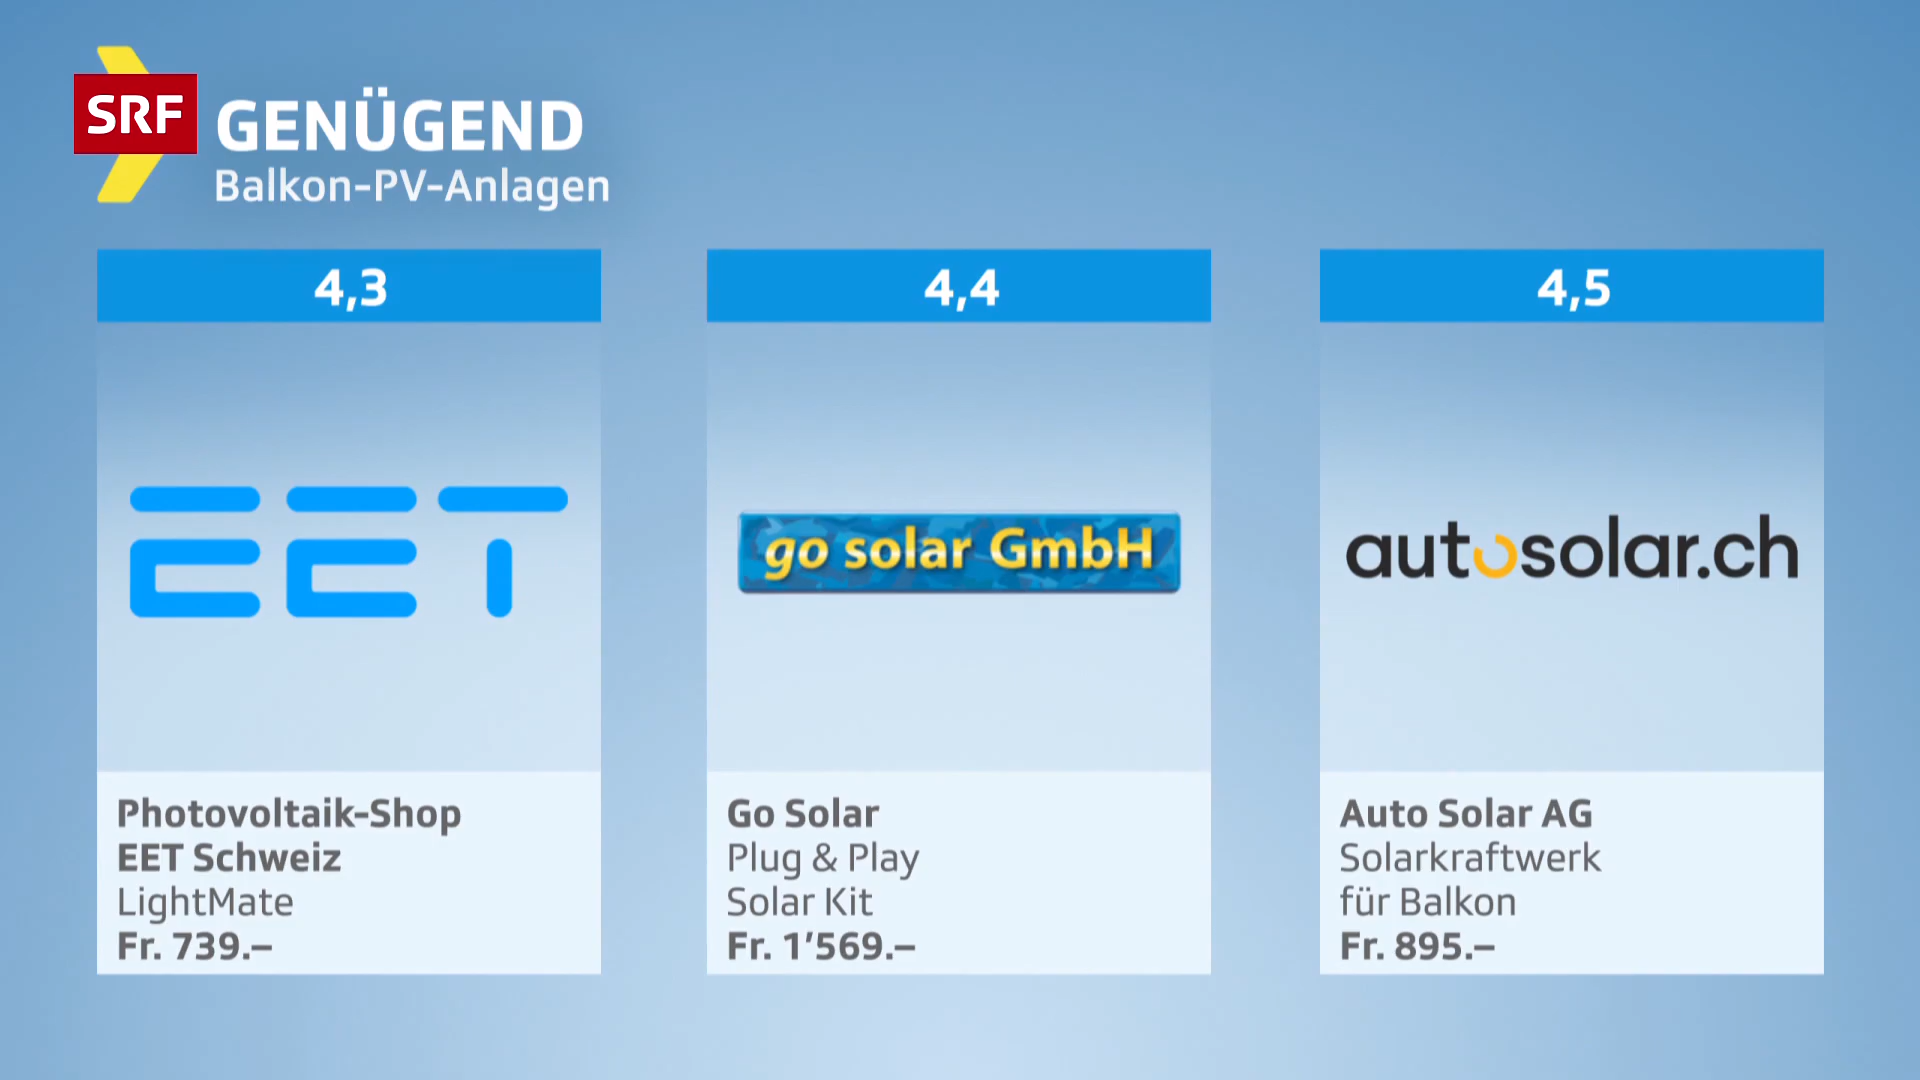 SRF
GENÜGEND
Balkon-PV-Anlagen
4,3
EET
Photovoltaik-Shop
EET Schweiz
LightMate
Fr. 739.–
4,4
go solar GmbH
Go Solar
Plug & Play
Solar Kit
Fr. 1’569.–
4,5
autosolar.ch
Auto Solar AG
Solarkraftwerk
für Balkon
Fr. 895.–